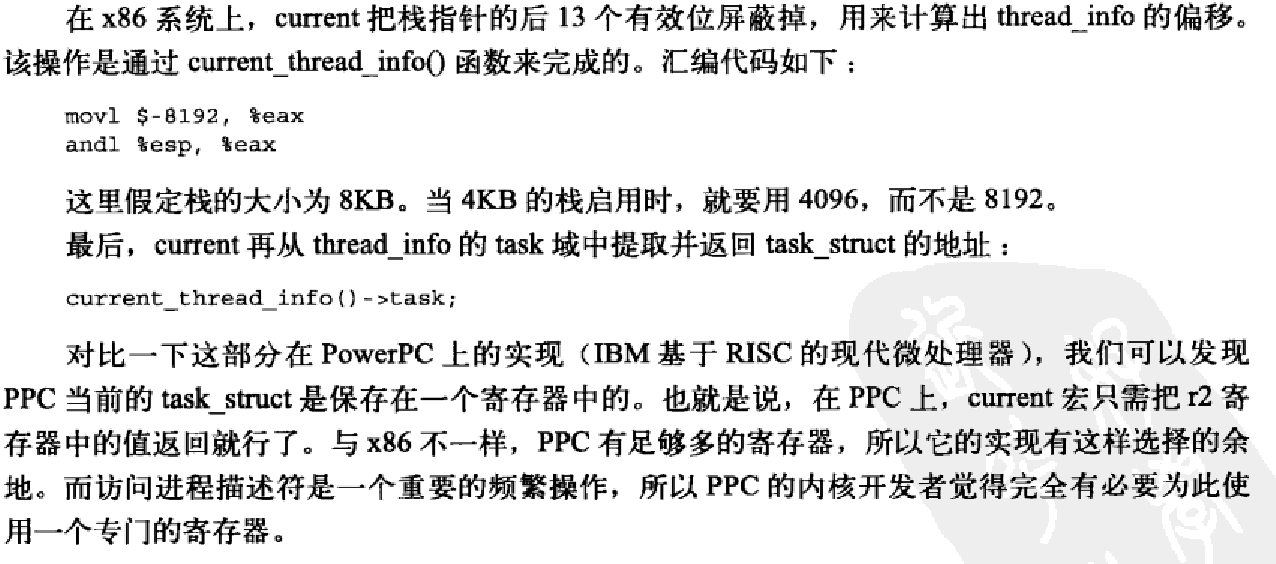 在 x86 系统上，current 把栈指针的后 13 个有效位屏蔽掉，用来计算出 thread_info 的偏移。
该操作是通过 current_thread_info() 函数来完成的。汇编代码如下：
movl $-8192, %eax
andl %esp, %eax
这里假定栈的大小为 8KB。当 4KB 的栈启用时，就要用 4096，而不是 8192。
最后，current 再从 thread_info 的 task 域中提取并返回 task_struct 的地址：
current_thread_info()->task;
对比一下这部分在 PowerPC 上的实现（IBM 基于 RISC 的现代微处理器），我们可以发现
PPC 当前的 task_struct 是保存在一个寄存器中的。也就是说，在 PPC 上，current 宏只需把 r2 寄
存器中的值返回就行了。与 x86 不一样，PPC 有足够多的寄存器，所以它的实现有这样选择的余
地。而访问进程描述符是一个重要的频繁操作，所以 PPC 的内核开发者觉得完全有必要为此使
用一个专门的寄存器。